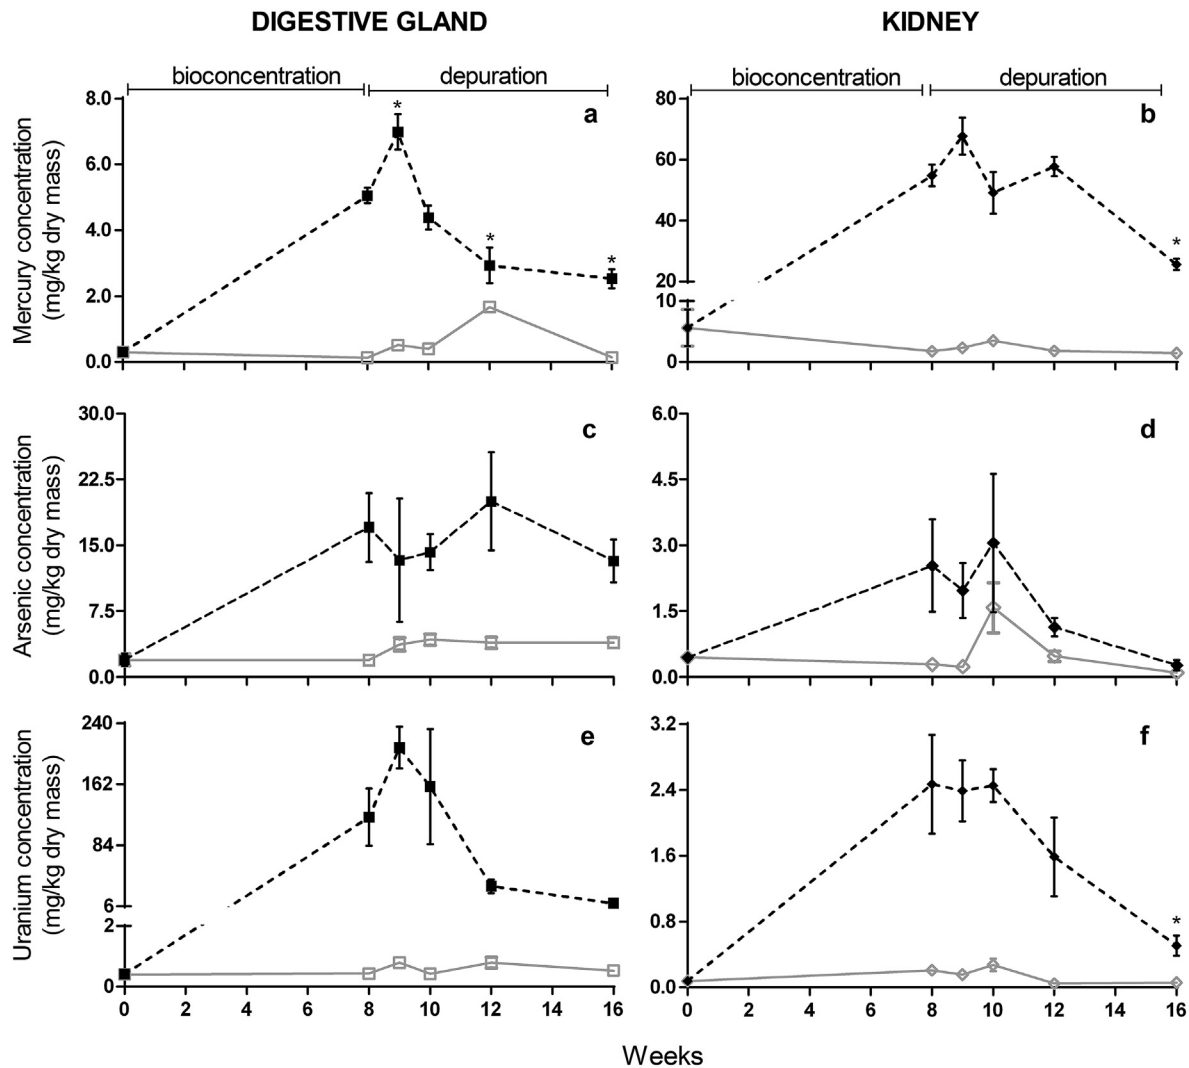 DIGESTIVE GLAND
KIDNEY
bioconcentration
depuration
bioconcentration
depuration
Mercury concentration
(mg/kg dry mass)
8.0
6.0
4.0
2.0
0.0
*
*
*
a
80
60
40
20
10
0
*
b
Arsenic concentration
(mg/kg dry mass)
30.0
22.5
15.0
7.5
0.0
c
6.0
4.5
3.0
1.5
0.0
d
Uranium concentration
(mg/kg dry mass)
240
162
84
6
2
0
e
0 2 4 6 8 10 12 14 16
3.2
2.4
1.6
0.8
0.0
*
f
0 2 4 6 8 10 12 14 16
Weeks